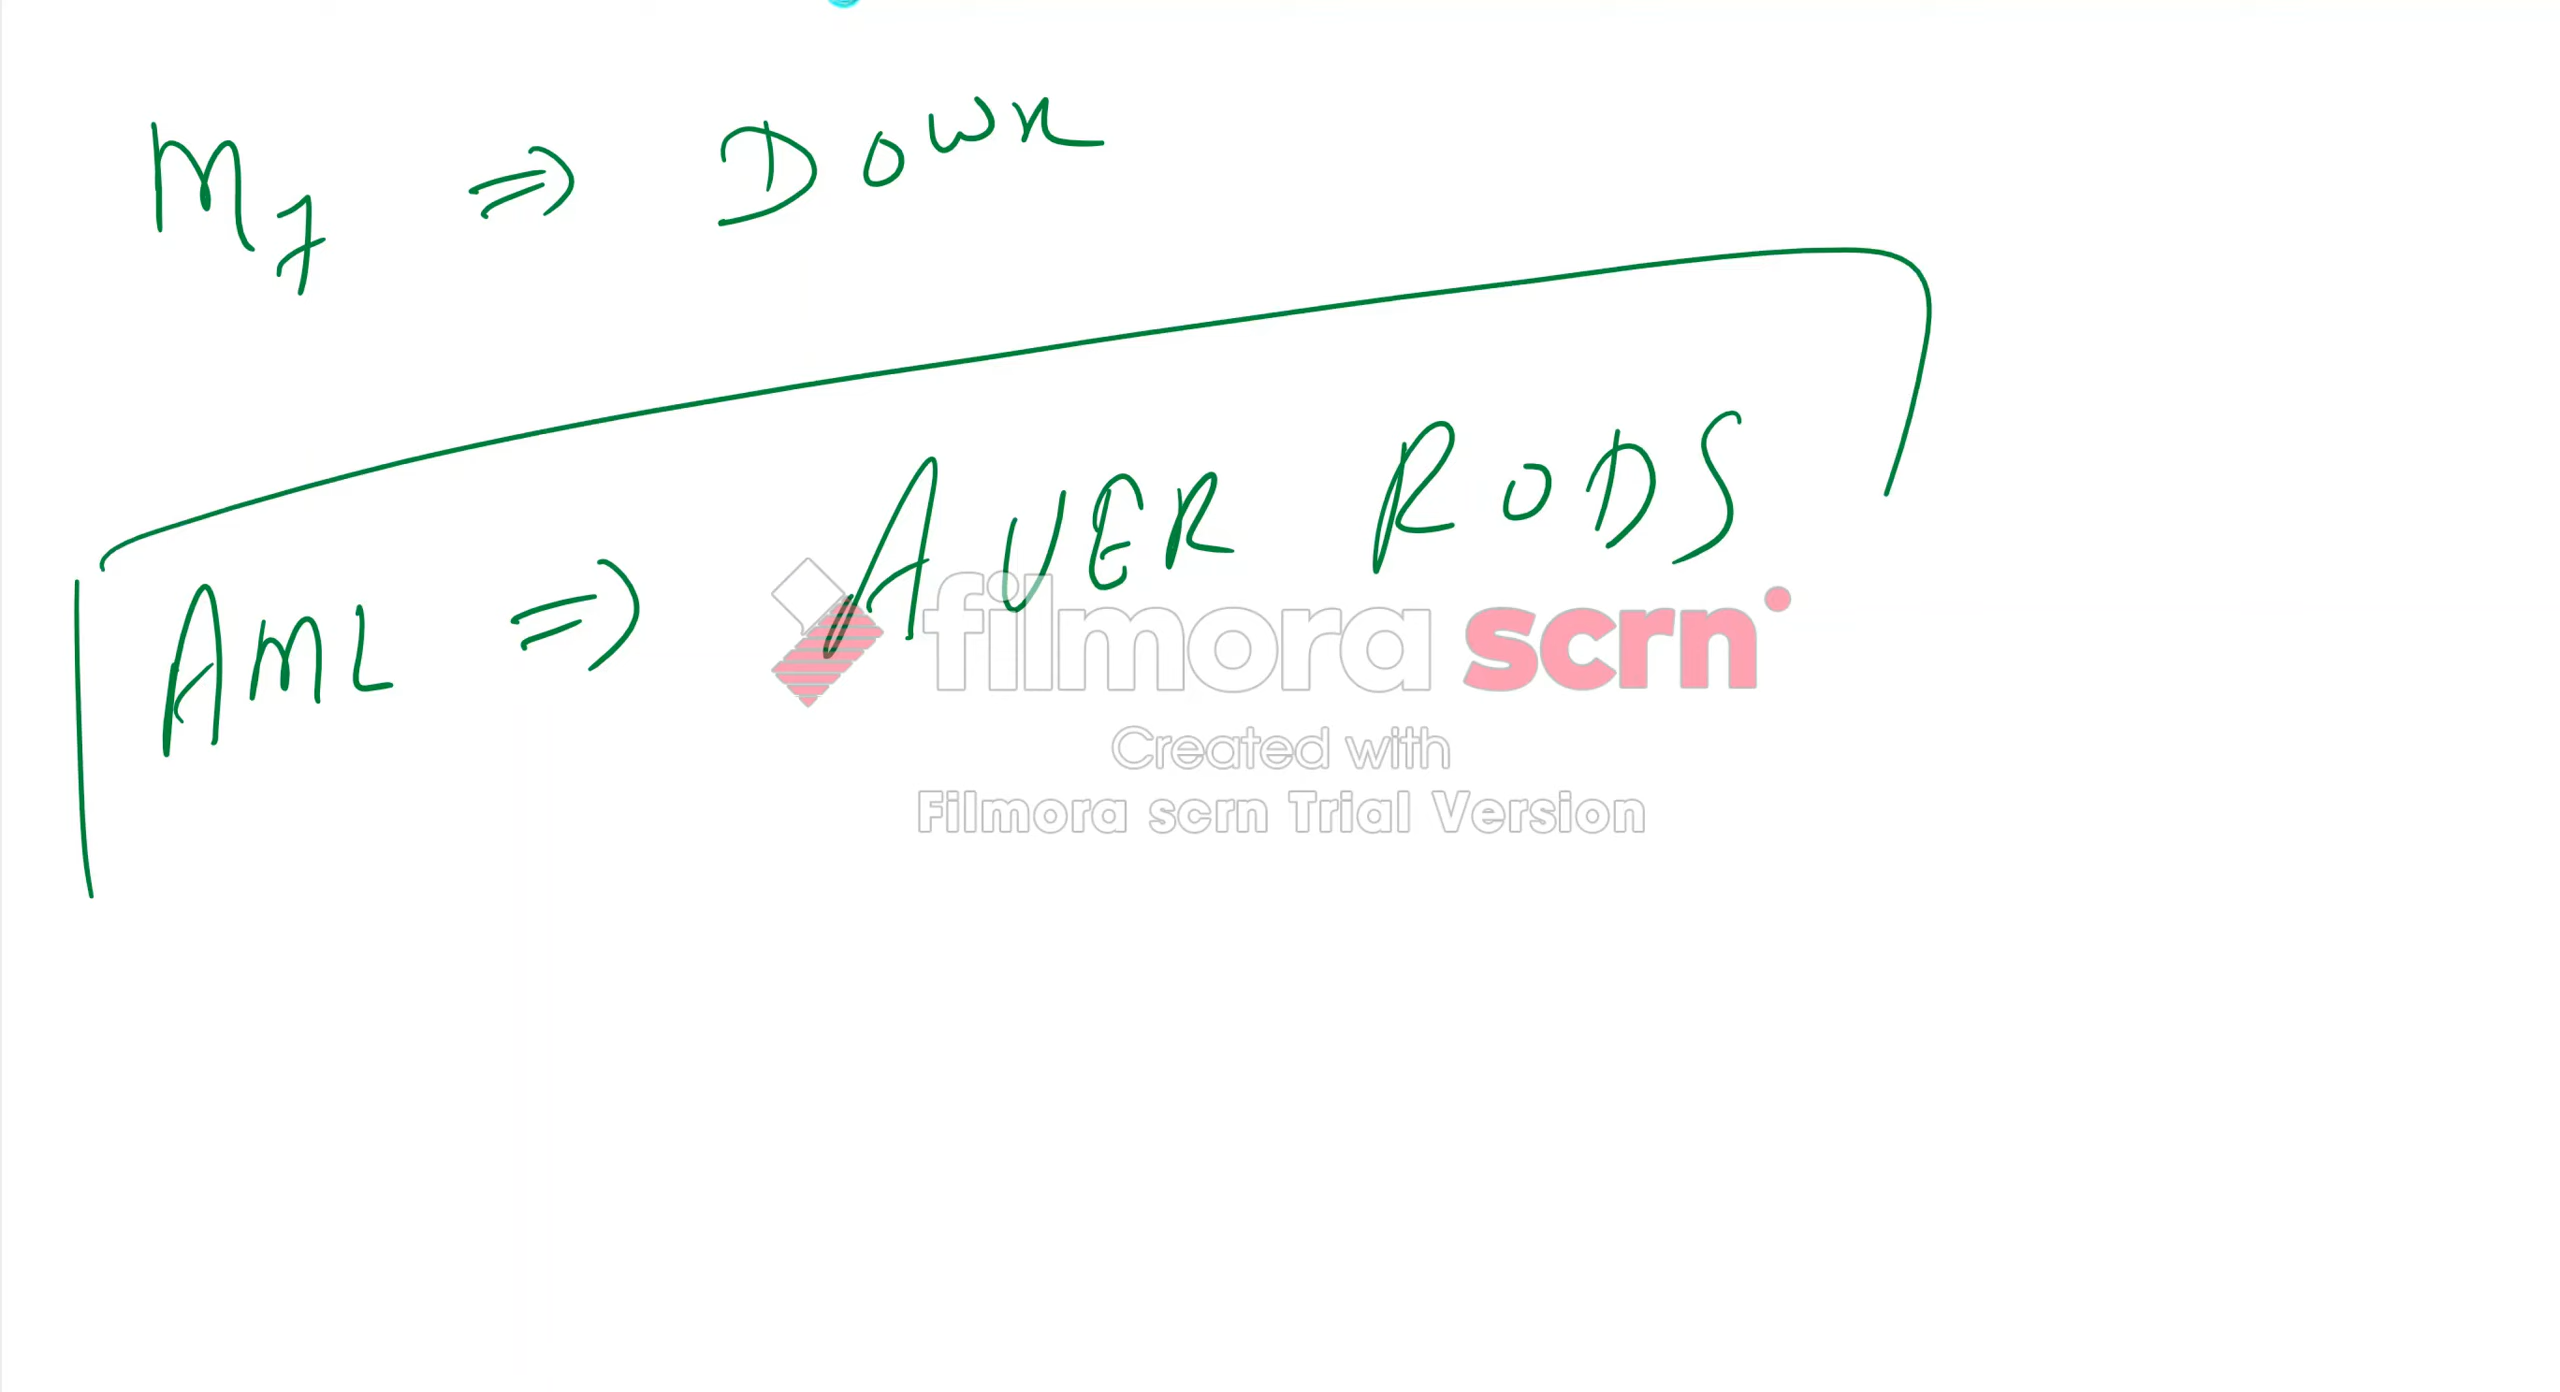 M7 ⇒ Down
AML ⇒ AUER RODS
filmora scrn
Created with
Filmora scrn Trial Version